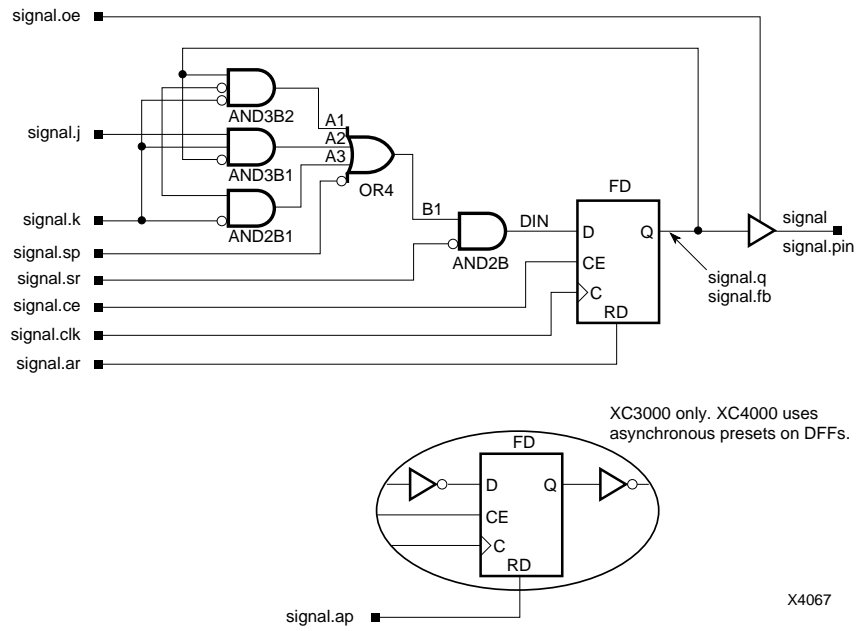 signal.oe
AND3B2
signal.j
A1
A2
A3
AND3B1
OR4
FD
signal.k
B1
DIN
D
Q
signal
AND2B1
signal.pin
signal.sp
CE
AND2B
signal.q
signal.sr
signal.fb
C
signal.ce
RD
signal.clk
signal.ar
XC3000 only. XC4000 uses
asynchronous presets on DFFs.
FD
D
Q
CE
C
RD
X4067
signal.ap